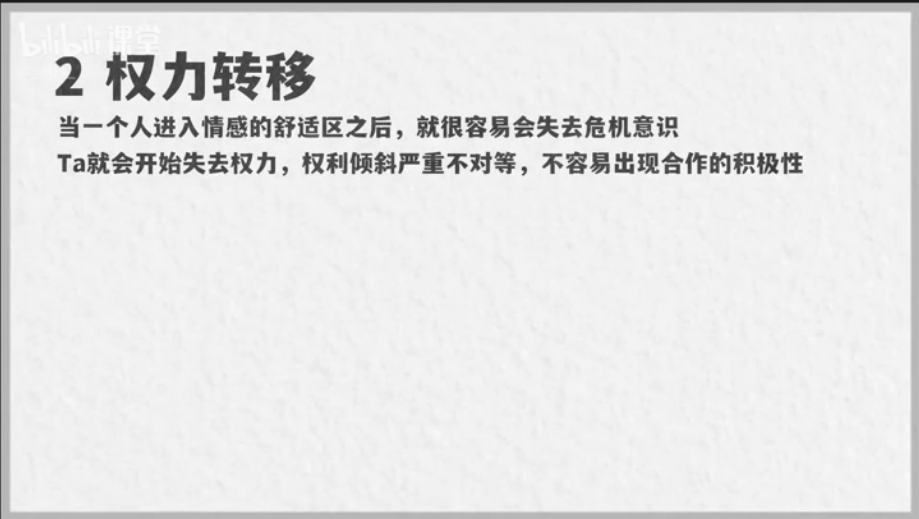 bilibili课堂
2 权力转移
当一个人进入情感的舒适区之后，就很容易会失去危机意识
Ta就会开始失去权力，权利倾斜严重不对等，不容易出现合作的积极性